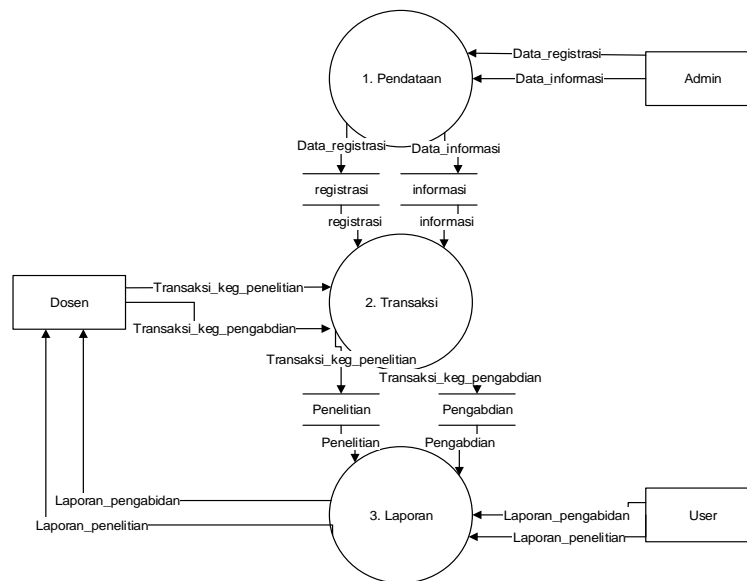 Data_registrasi
1. Pendataan
Data_informasi
Admin
Data_registrasi
Data_informasi
registrasi
informasi
registrasi
informasi
Transaksi_keg_penelitian
Dosen
2. Transaksi
Transaksi_keg_pengabdian
Transaksi_keg_penelitian
Transaksi_keg_pengabdian
Penelitian
Pengabdian
Penelitian
Pengabdian
Laporan_pengabidan
3. Laporan
Laporan_pengabidan
User
Laporan_penelitian
Laporan_penelitian